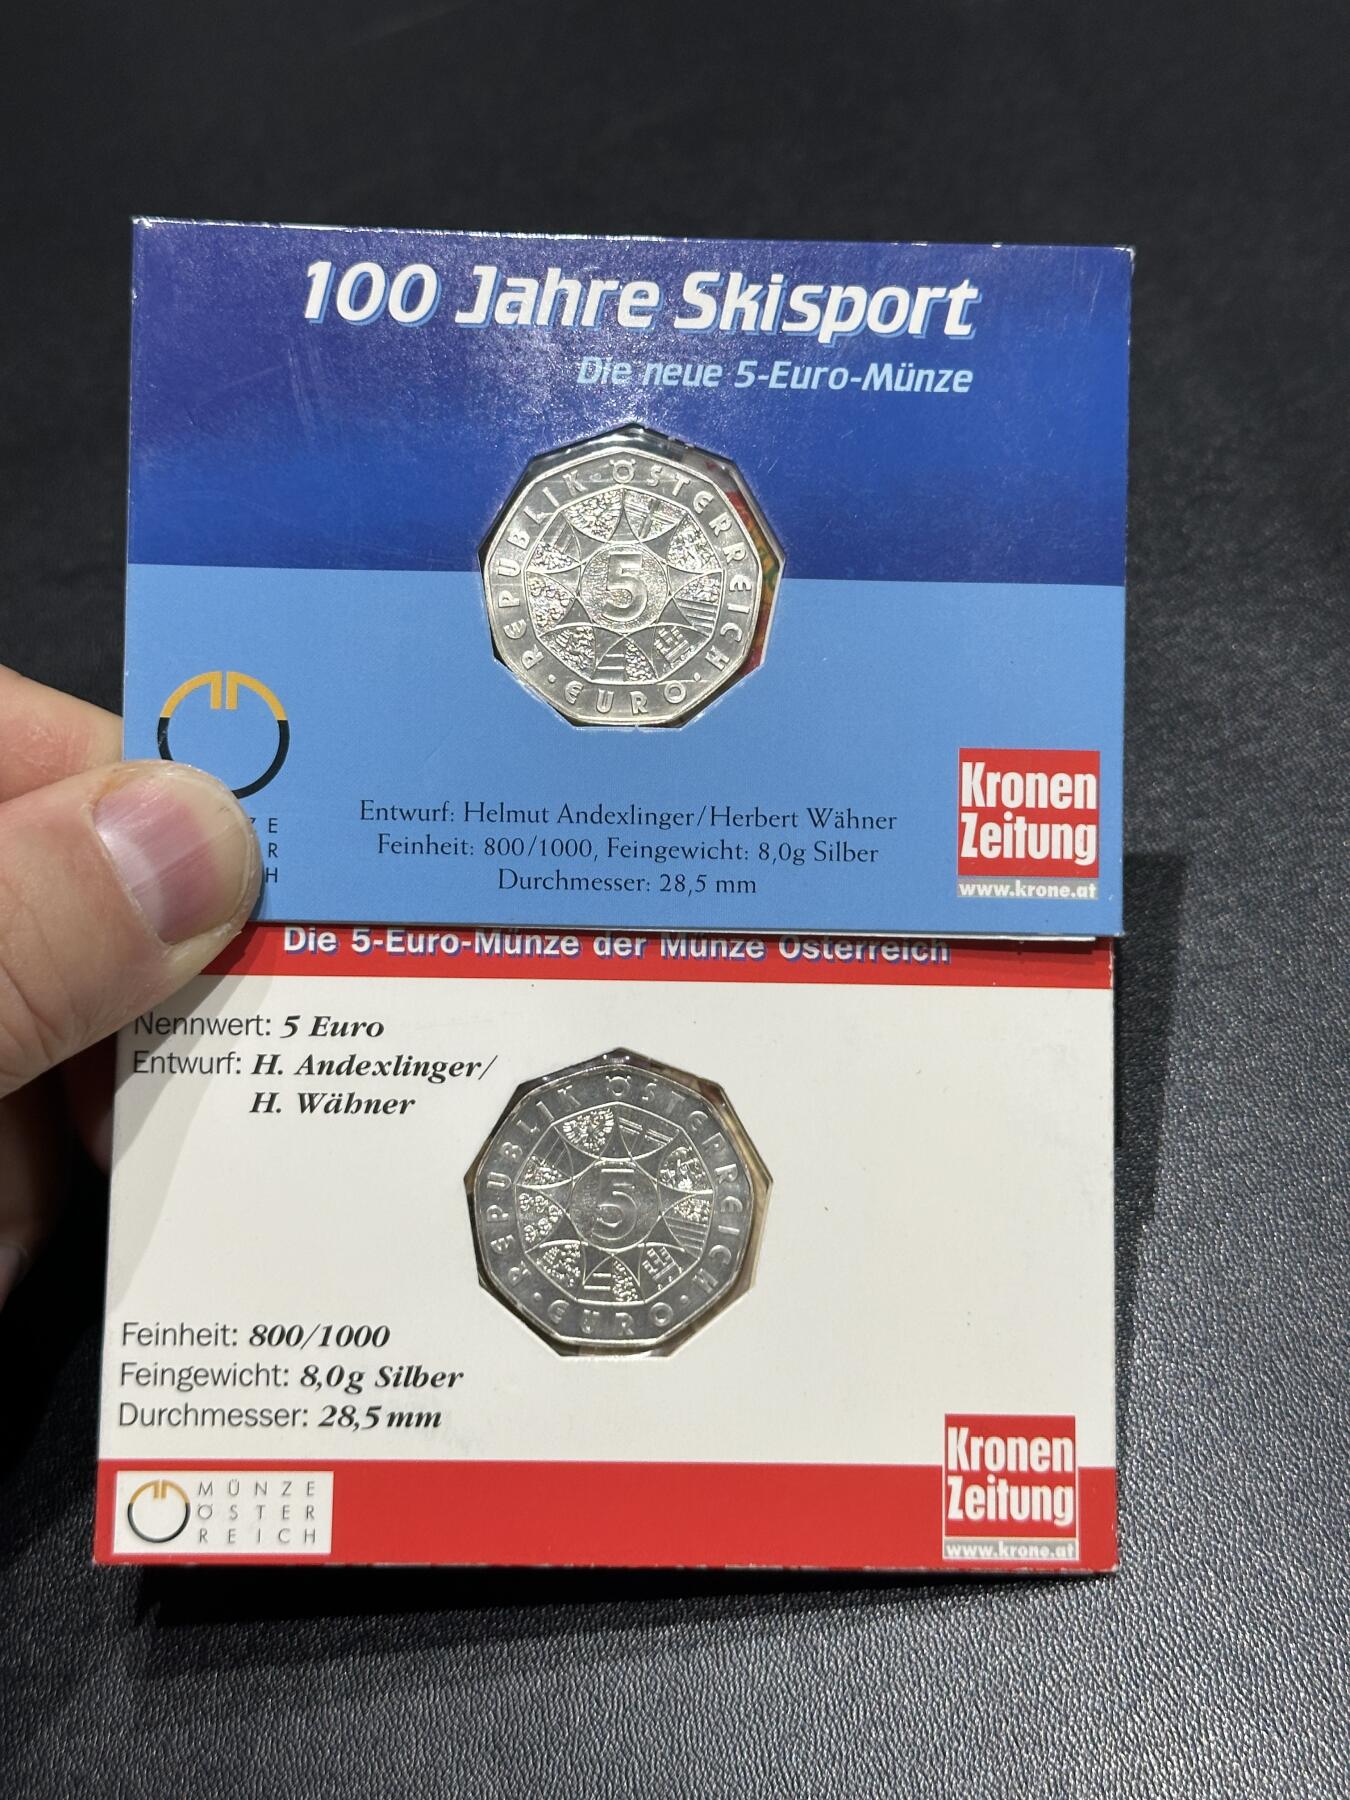 100 Jahre Skisport
Die neue 5-Euro-Münze
REPUBLIK · ÖSTERREICH
5
· EURO ·
ZE
R
H
Entwurf: Helmut Andexlinger/Herbert Wähner
Feinheit: 800/1000, Feingewicht: 8,0g Silber
Durchmesser: 28,5 mm
Kronen
Zeitung
www.krone.at
Die 5-Euro-Münze der Münze Österreich
Nennwert: 5 Euro
Entwurf: H. Andexlinger/
H. Wähner
REPUBLIK ÖSTERREICH
5
· EURO ·
Feinheit: 800/1000
Feingewicht: 8,0g Silber
Durchmesser: 28,5 mm
MÜNZE
ÖSTER
REICH
Kronen
Zeitung
www.krone.at